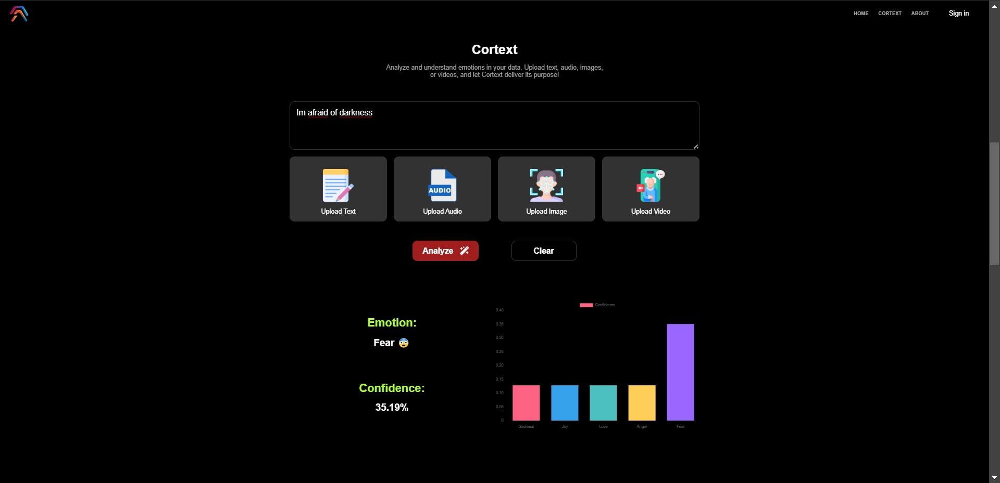 HOME CORTEXT ABOUT Sign in
Cortext
Analyze and understand emotions in your data. Upload text, audio, images,
or videos, and let Cortext deliver its purpose!
Im afraid of darkness
AUDIO
Upload Text Upload Audio Upload Image Upload Video
Analyze Clear
Emotion:
Fear 😨
Confidence:
35.19%
Confidence
0.40
0.35
0.30
0.25
0.20
0.15
0.10
0.05
0
Sadness Joy Love Anger Fear